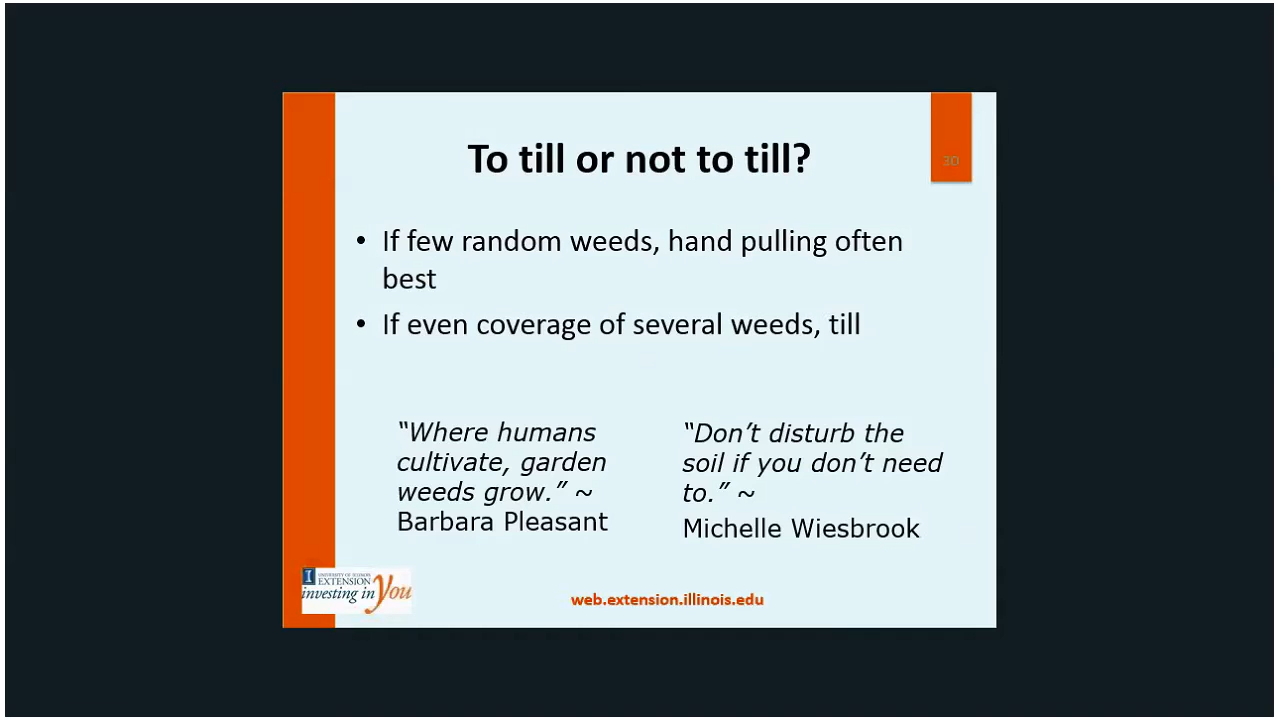 To till or not to till?
30
• If few random weeds, hand pulling often
best
• If even coverage of several weeds, till
“Where humans
cultivate, garden
weeds grow.” ~
Barbara Pleasant
“Don’t disturb the
soil if you don’t need
to.” ~
Michelle Wiesbrook
I
UNIVERSITY OF ILLINOIS
EXTENSION
investing in You
web.extension.illinois.edu